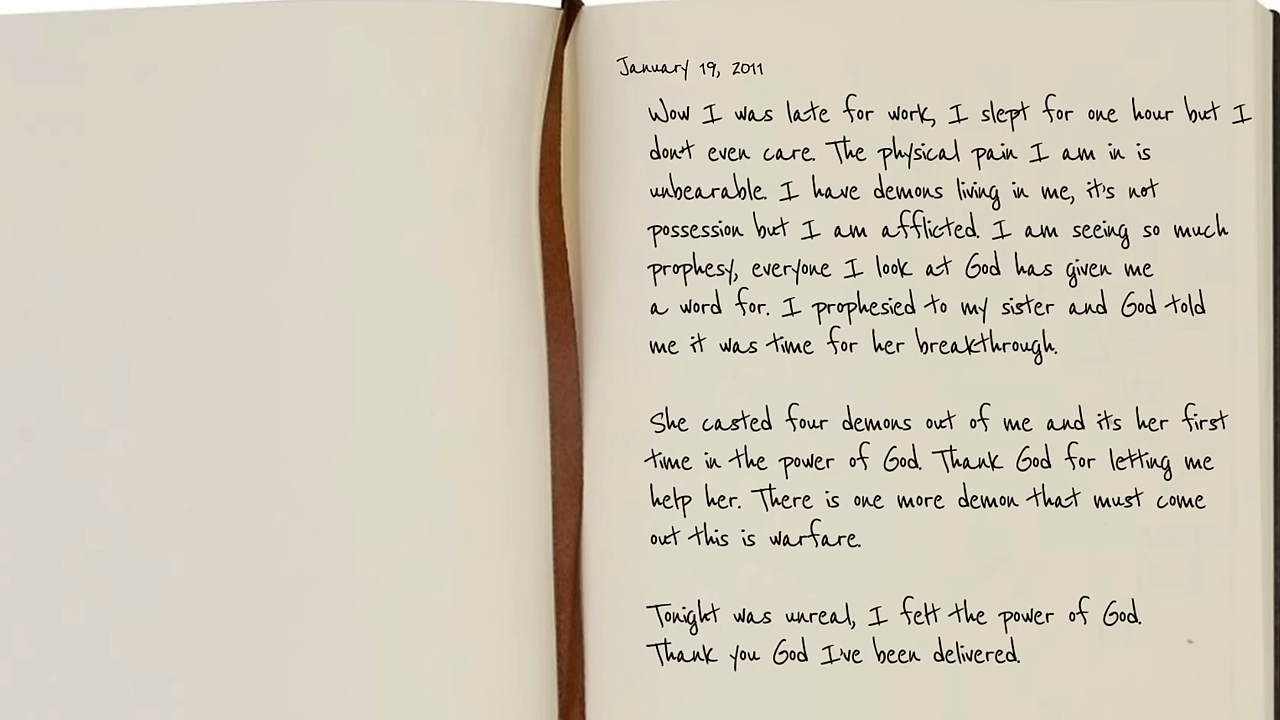 January 19, 2011
Wow I was late for work, I slept for one hour but I
don't even care. The physical pain I am in is
unbearable. I have demons living in me, it's not
possession but I am afflicted. I am seeing so much
prophesy, everyone I look at God has given me
a word for. I prophesied to my sister and God told
me it was time for her breakthrough.
She casted four demons out of me and its her first
time in the power of God. Thank God for letting me
help her. There is one more demon that must come
out this is warfare.
Tonight was unreal, I felt the power of God.
Thank you God I've been delivered.